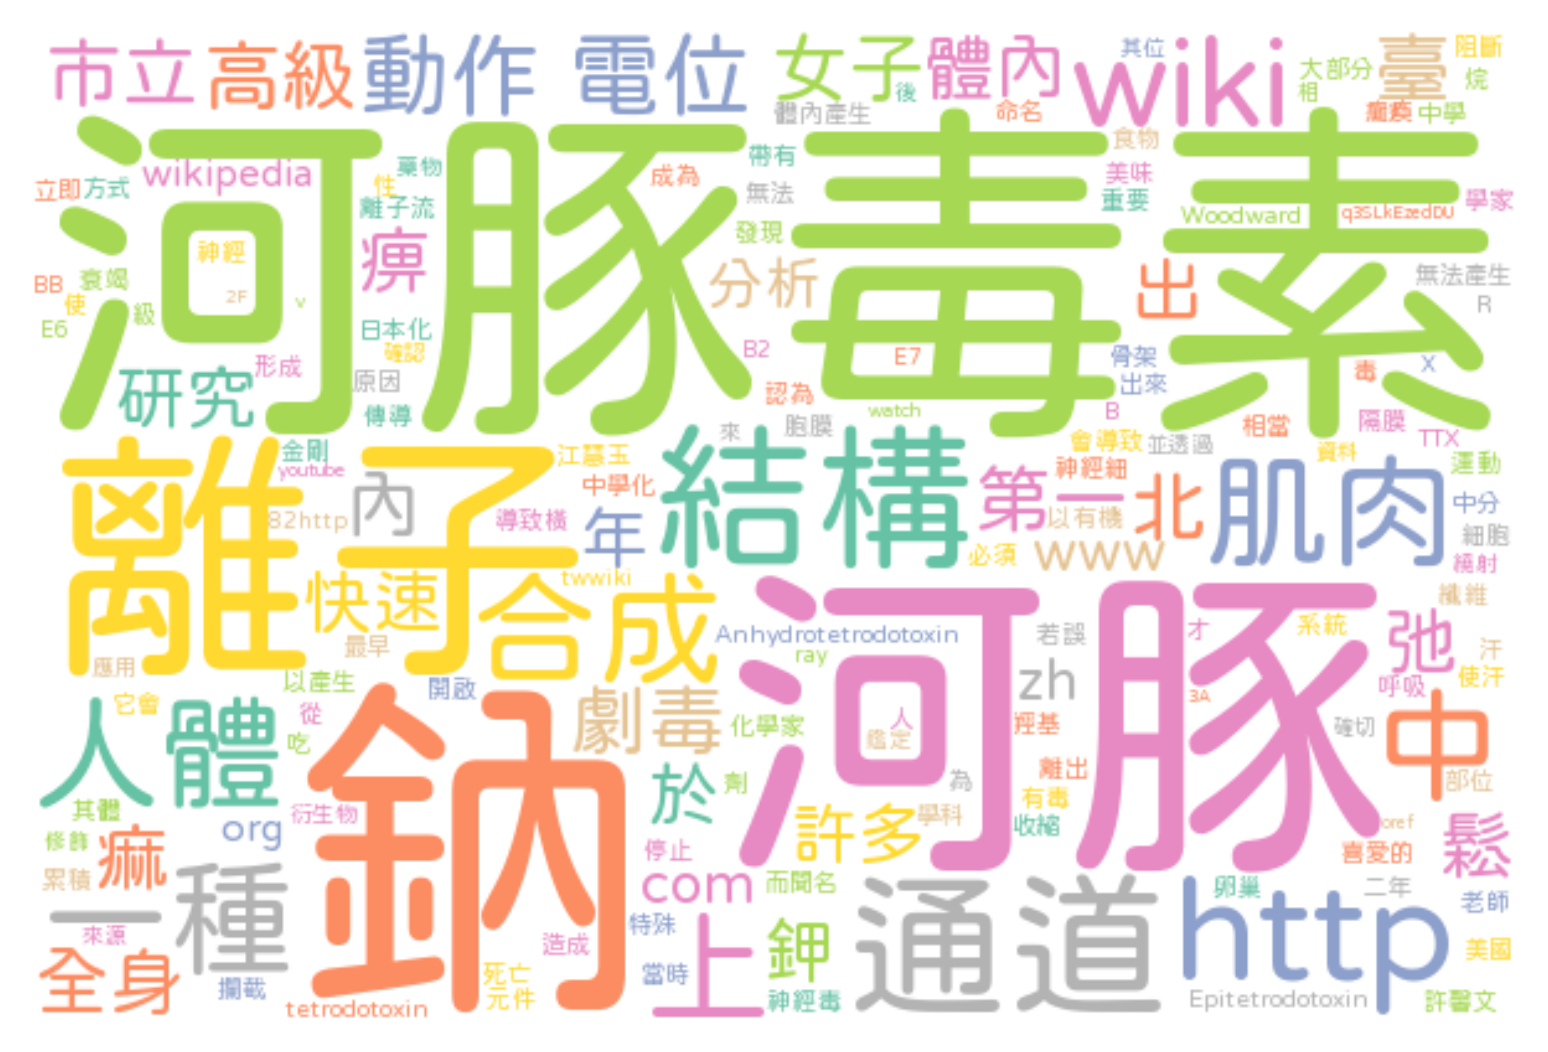 市立 高級 動作 電位 女子 體內 wiki 其位 大部分 臺 阻斷
後 相 烷
體內產生 命名 癲癇 中學
河豚毒素
wikipedia 藥物 成為 帶有 食物
立即 方式 性 無法 美味
離子流 重要 Woodward q3SLkEzedDU 學家
神經 痹 發現
BB 衰竭 2F 分析 出 無法產生
使 級 v R
E6 日本化
形成 確認 B2 E7 骨架 X
研究 原因 認為 出來 毒
傳導 watch B 相當 隔膜
金剛 來 胞膜 會導致 並透過 資料 TTX
離子 youtube 江慧玉 結構 神經細 運動
內 中學化 第一 北 肌肉 中分
82http 導致橫 年 以有機 細胞
必須 www 繞射
快速 twwiki 合成 河豚 纖維
最早 Anhydrotetrodotoxin 若誤 才 系統 弛 汗
應用 ray 使汗
以產生 開啟 zh 呼吸
人體 它會 從 鈉 劇毒 化學家 人 羥基 3A 確切 中
吃 鑑定
其體 於 劑 為 離出 部位
修飾 痲 org 衍生物 許多 學科 有毒 oref
收縮 鬆
累積 停止 喜愛的
一種 com 而聞名 通道 卵巢 二年 http 老師
來源 特殊 上 鉀
全身 造成 美國
攔截 死亡 當時
tetrodotoxin 元件 神經毒 Epitetrodotoxin 許馨文